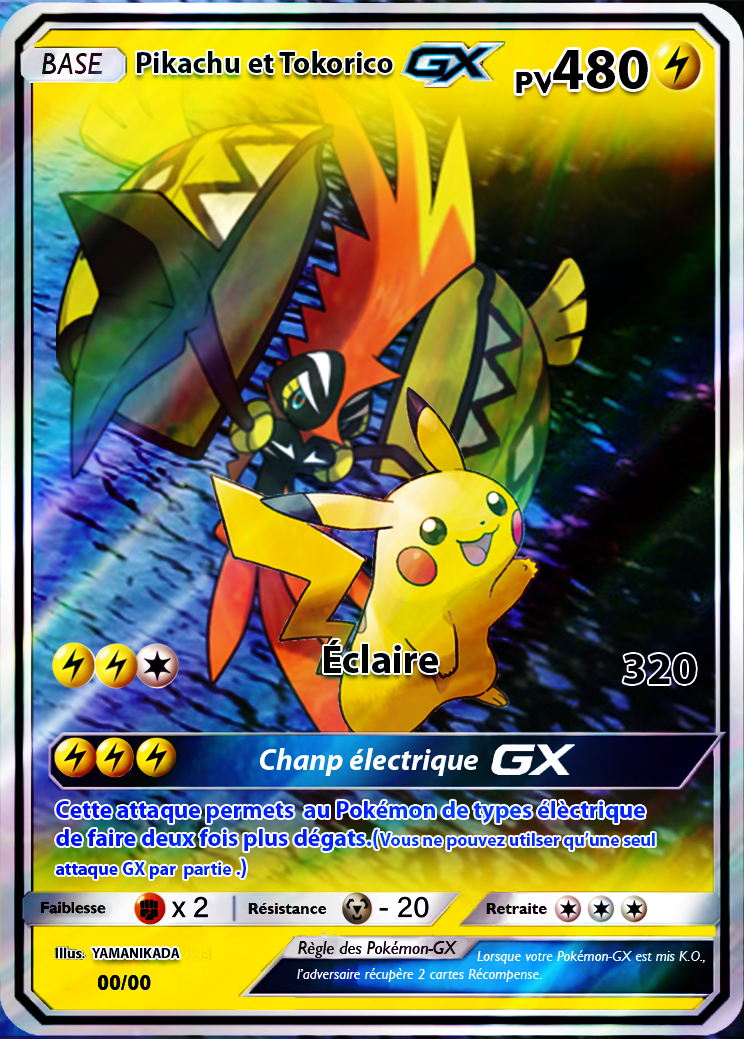 BASE Pikachu et Tokorico GX PV480
Éclaire 320
Chanp électrique GX
Cette attaque permets au Pokémon de types élèctrique
de faire deux fois plus dégats.(Vous ne pouvez utilser qu'une seul
attaque GX par partie .)
Faiblesse x 2 Résistance - 20 Retraite
Illus. YAMANIKADA
00/00
Règle des Pokémon-GX Lorsque votre Pokémon-GX est mis K.O.,
l'adversaire récupère 2 cartes Récompense.